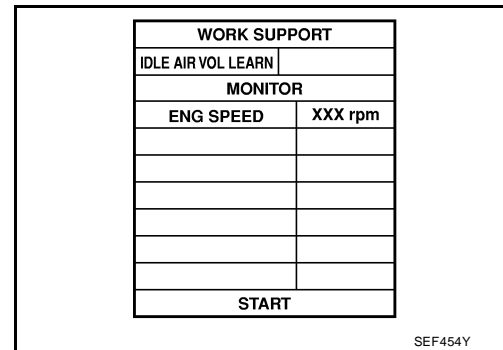 WORK SUPPORT
IDLE AIR VOL LEARN
MONITOR
ENG SPEED XXX rpm
START
SEF454Y